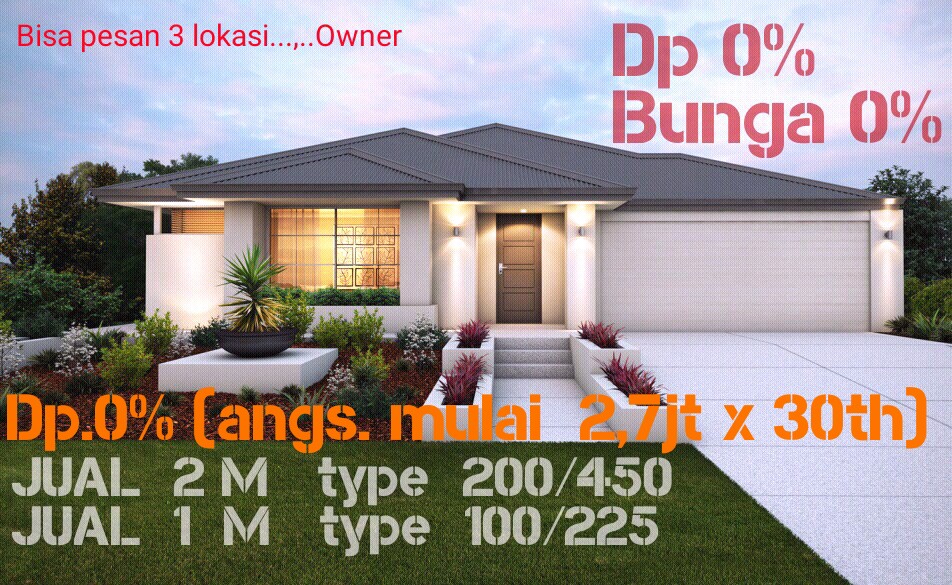 Bisa pesan 3 lokasi...,..Owner
Dp 0%
Bunga 0%
Dp.0% (angs. mulai 2,7jt x 30th)
JUAL 2 M type 200/450
JUAL 1 M type 100/225